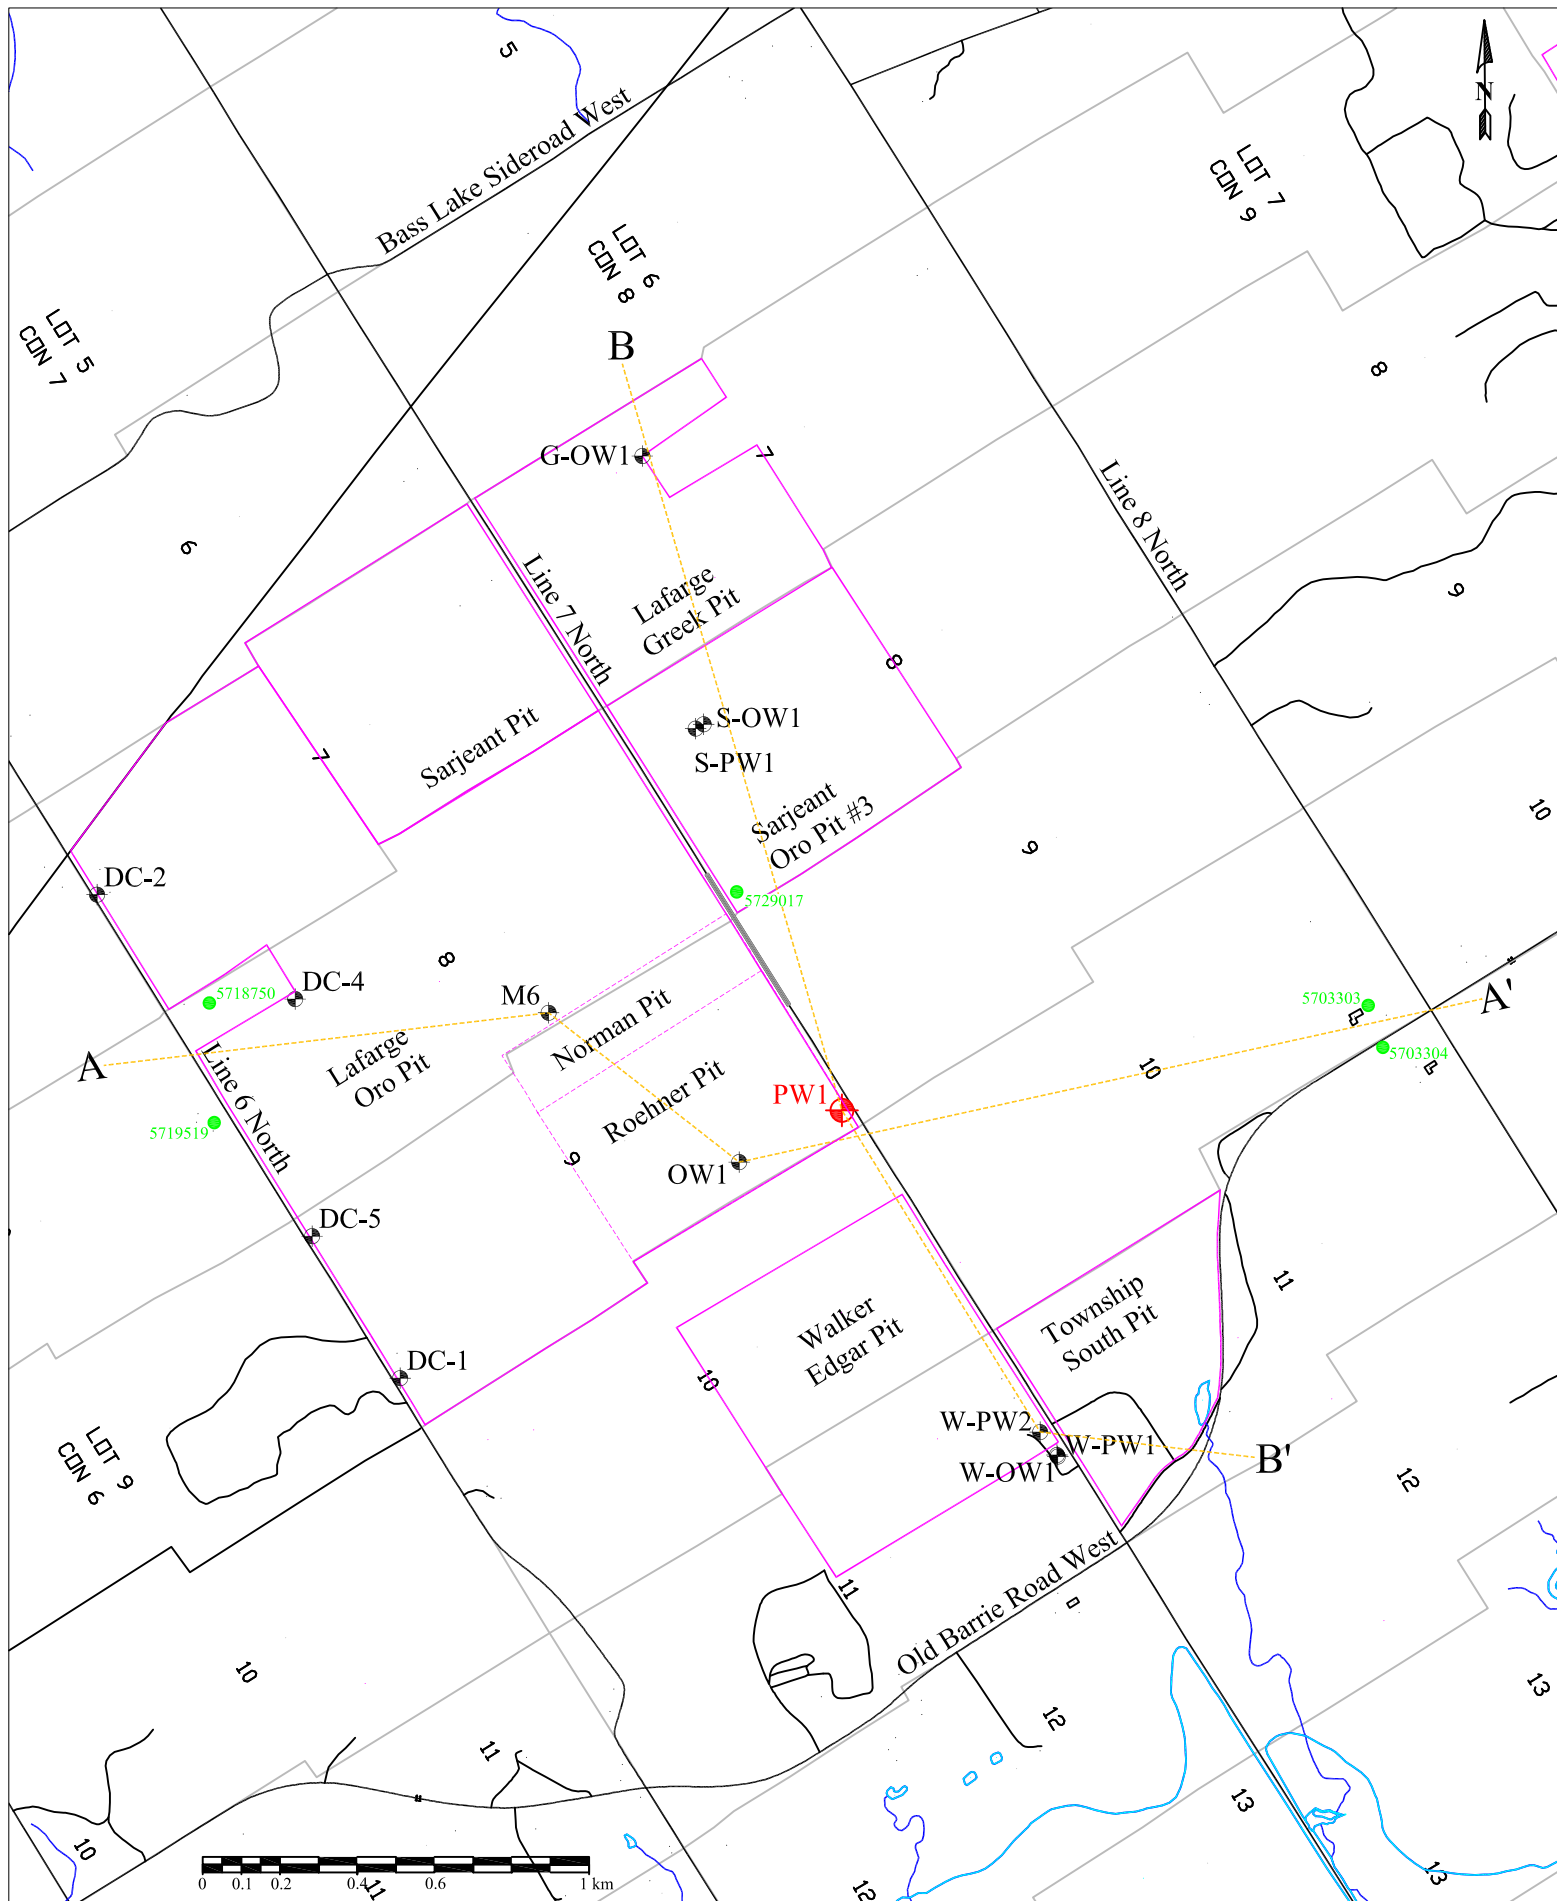 5
N
Bass Lake Sideroad West
LOT 7
CON 9
LOT 6
CON 8
LOT 5
CON 7
B
8
G-OW1
7
Line 8 North
6
Line 7 North
Lafarge
Greek Pit
9
8
Sarjeant Pit
7
S-OW1
S-PW1
Sarjeant
Oro Pit #3
10
9
DC-2
5729017
8
DC-4
5718750
M6
5703303
A'
Norman Pit
Lafarge
Oro Pit
A
Line 6 North
5703304
10
PW1
Roehner Pit
5719519
9
OW1
DC-5
11
Township
South Pit
Walker
Edgar Pit
DC-1
10
W-PW2
W-PW1
B'
W-OW1
LOT 9
CON 6
12
Old Barrie Road West
11
10
13
12
11
13
10
0
0.1
0.2
0.4
0.6
1 km
11
12
13